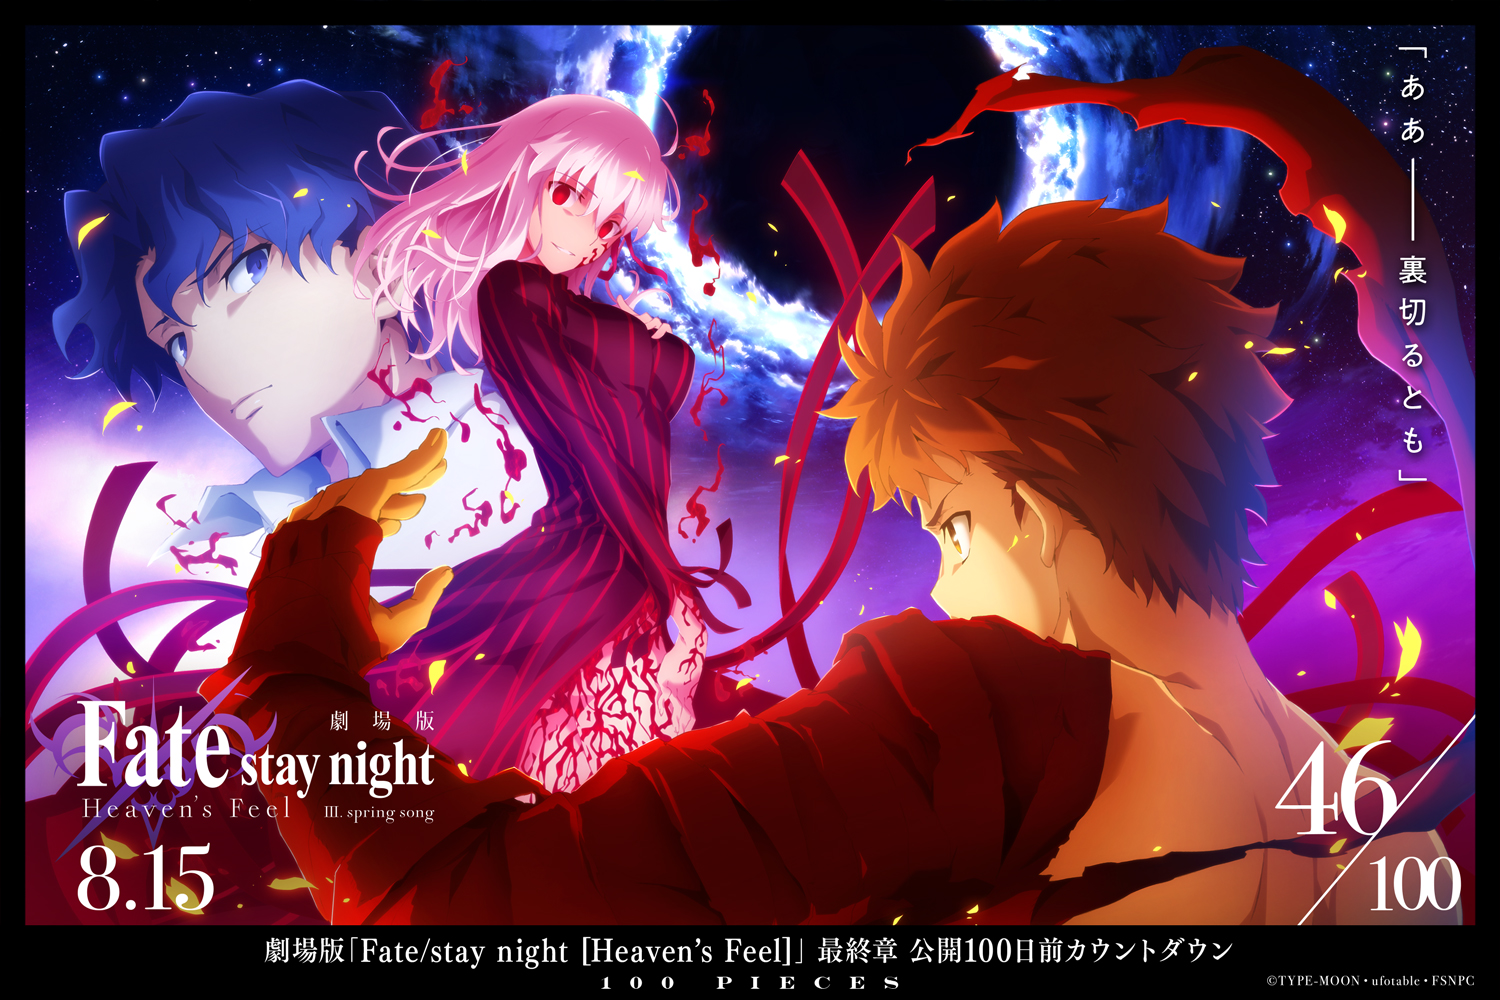 「ああ――裏切るとも」
劇場版
Fate stay night
Heaven's Feel III. spring song
8.15
46/100
劇場版「Fate/stay night [Heaven's Feel]」最終章 公開100日前カウントダウン
100 PIECES
©TYPE-MOON・ufotable・FSNPC